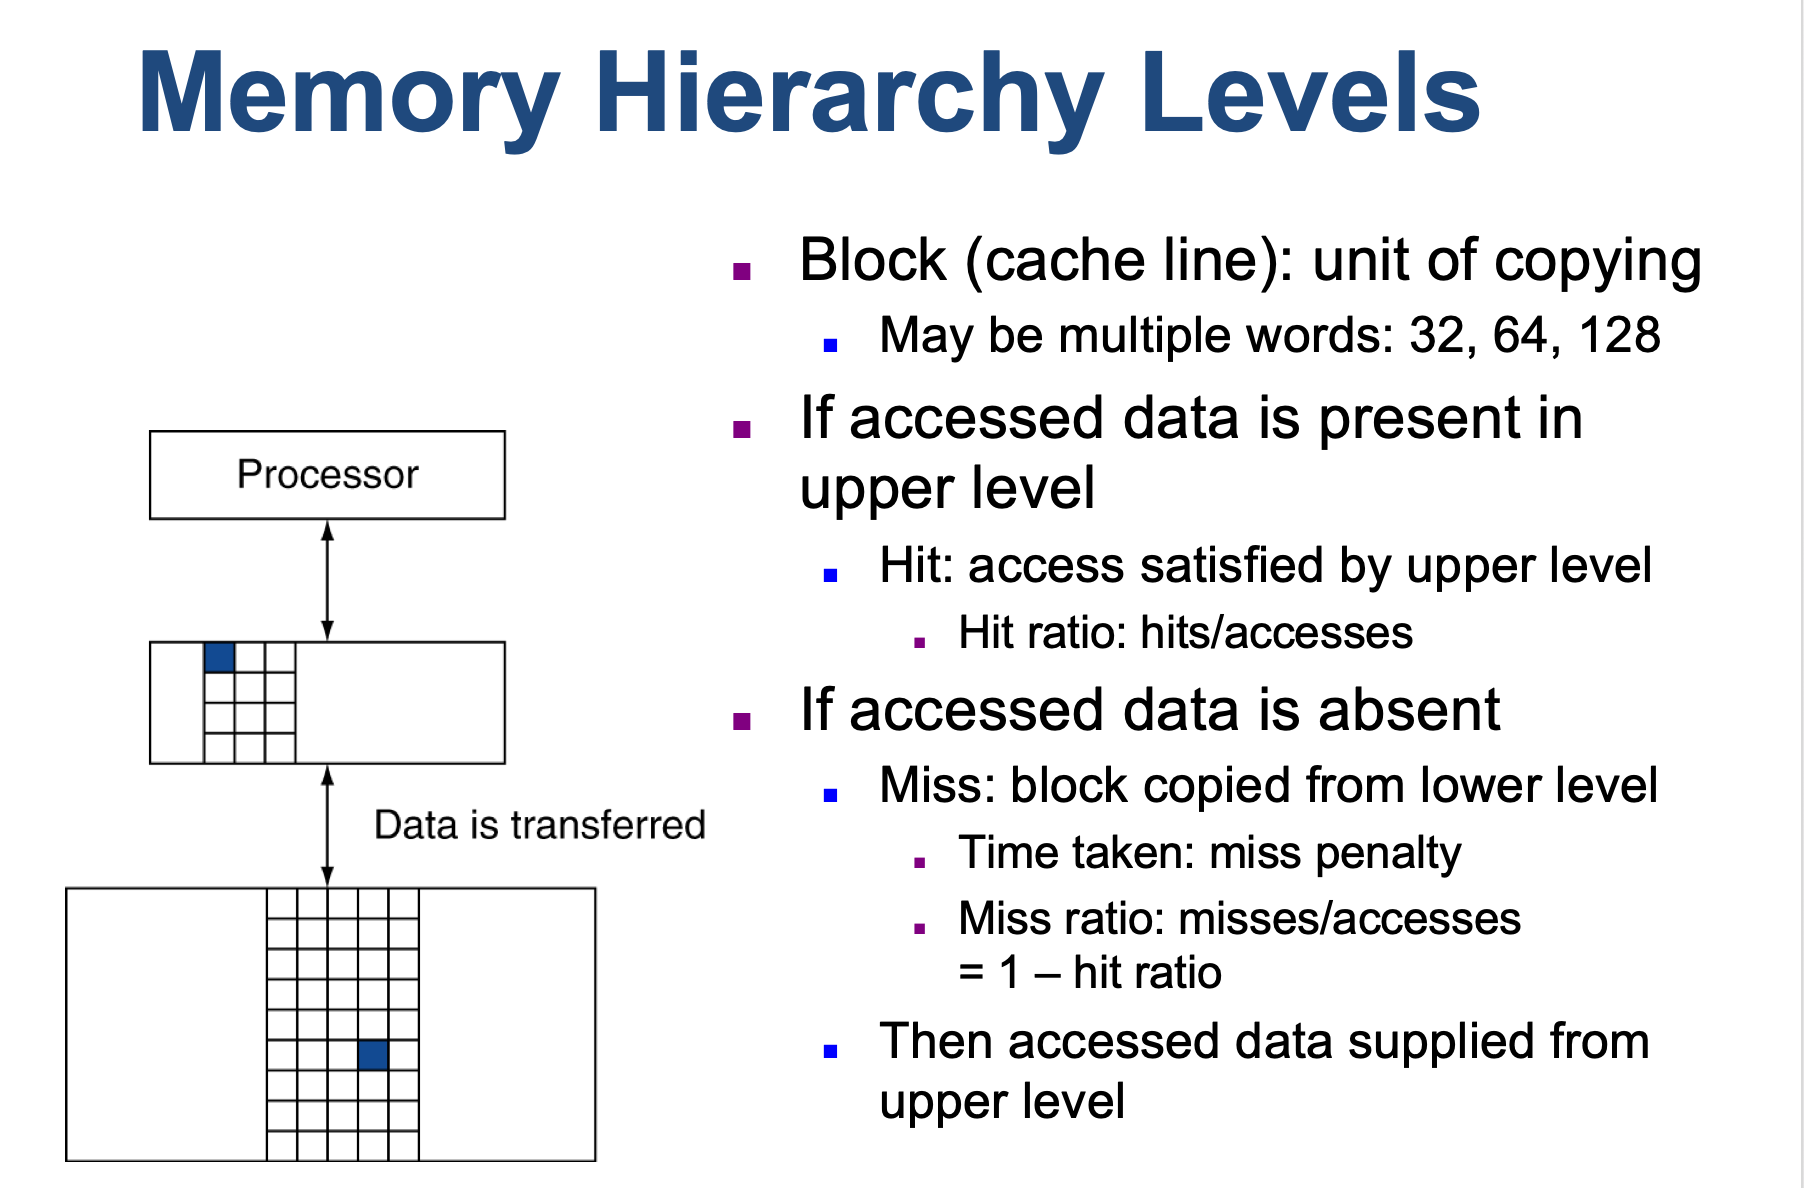 Memory Hierarchy Levels
Block (cache line): unit of copying
May be multiple words: 32, 64, 128
If accessed data is present in
upper level
Hit: access satisfied by upper level
Hit ratio: hits/accesses
If accessed data is absent
Miss: block copied from lower level
Time taken: miss penalty
Miss ratio: misses/accesses
= 1 – hit ratio
Then accessed data supplied from
upper level
Processor
Data is transferred